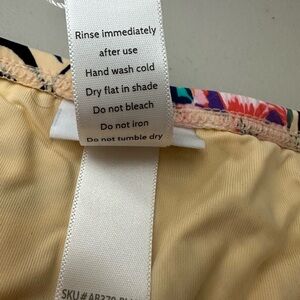 Rinse immediately
after use
Hand wash cold
Dry flat in shade
Do not bleach
Do not iron
Do not tumble dry
SKU#